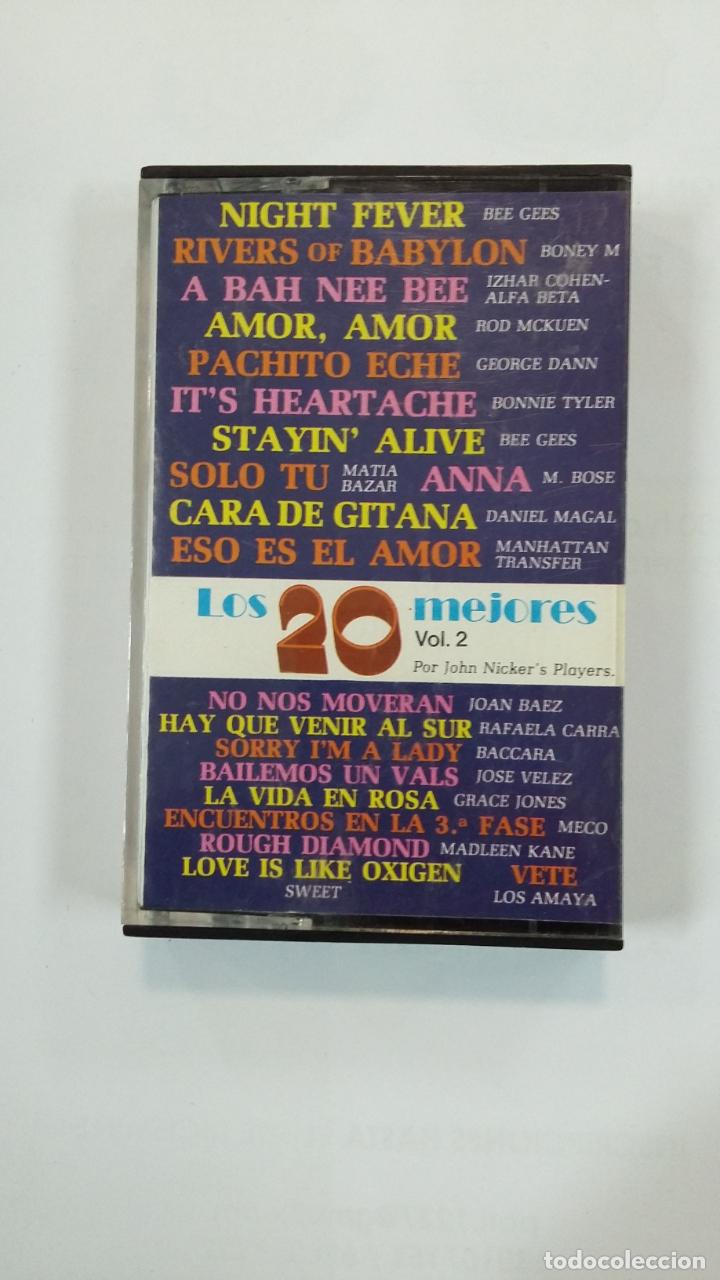 NIGHT FEVER BEE GEES
RIVERS OF BABYLON BONEY M
A BAH NEE BEE IZHAR COHEN-
ALFA BETA
AMOR, AMOR ROD MCKUEN
PACHITO ECHE GEORGE DANN
IT'S HEARTACHE BONNIE TYLER
STAYIN' ALIVE BEE GEES
SOLO TU MATIA BAZAR ANNA M. BOSE
CARA DE GITANA DANIEL MAGAL
ESO ES EL AMOR MANHATTAN
TRANSFER
Los 20 mejores
Vol. 2
Por John Nicker's Players.
NO NOS MOVERAN JOAN BAEZ
HAY QUE VENIR AL SUR RAFAELA CARRA
SORRY I'M A LADY BACCARA
BAILEMOS UN VALS JOSE VELEZ
LA VIDA EN ROSA GRACE JONES
ENCUENTROS EN LA 3.ª FASE MECO
ROUGH DIAMOND MADLEEN KANE
LOVE IS LIKE OXIGEN VETE
SWEET LOS AMAYA
todocoleccion.net